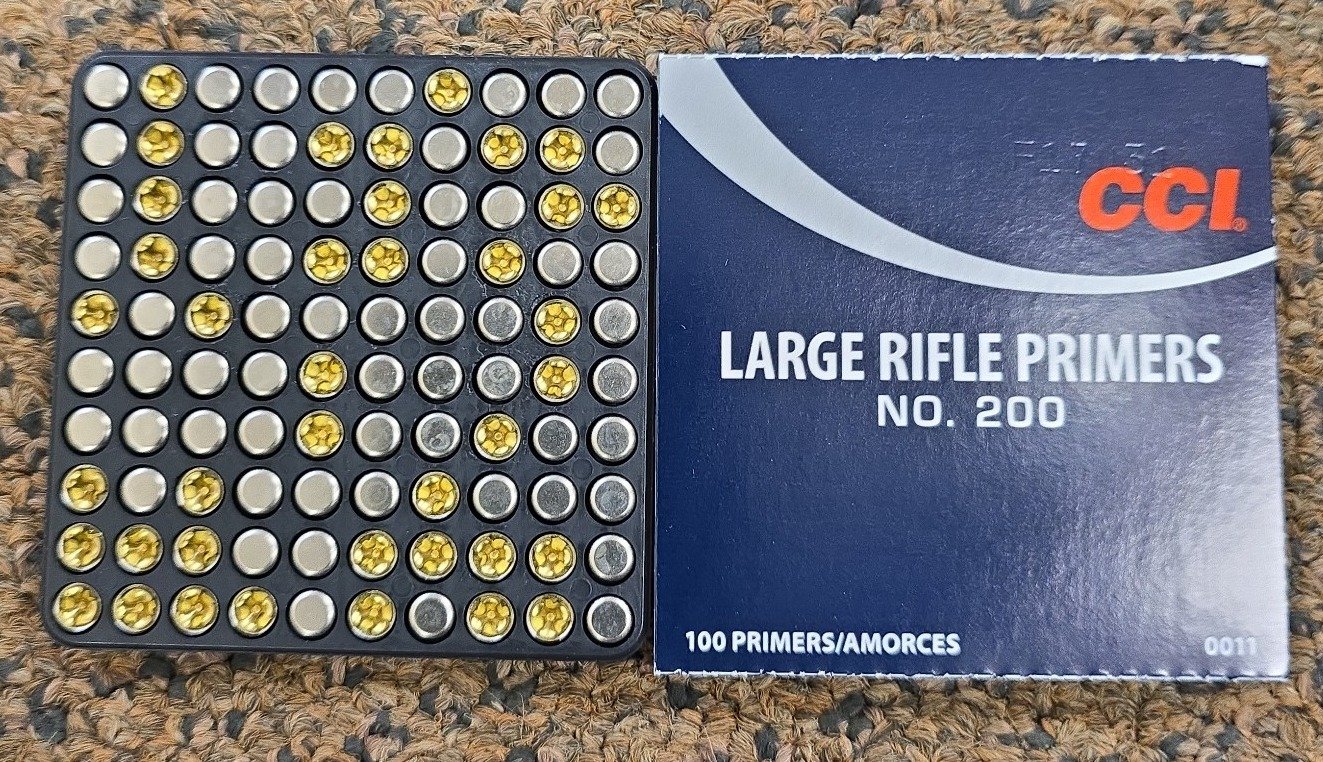 CCI
LARGE RIFLE PRIMERS
NO. 200
100 PRIMERS/AMORCES
0011